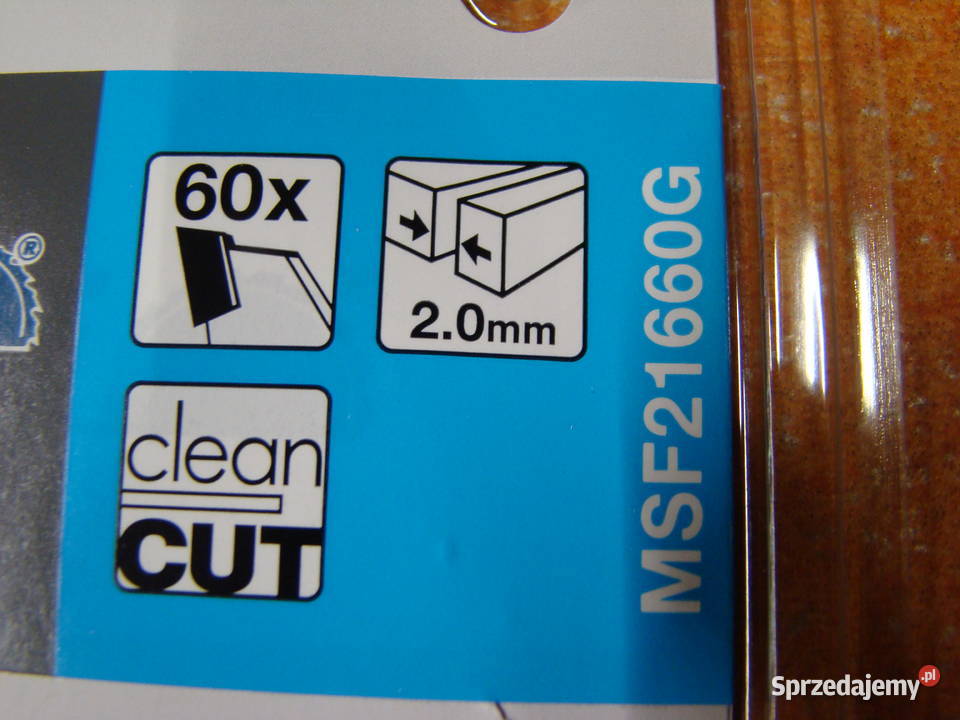 ®
60x
2.0mm
clean
CUT
MSF21660G
Sprzedajemy.pl